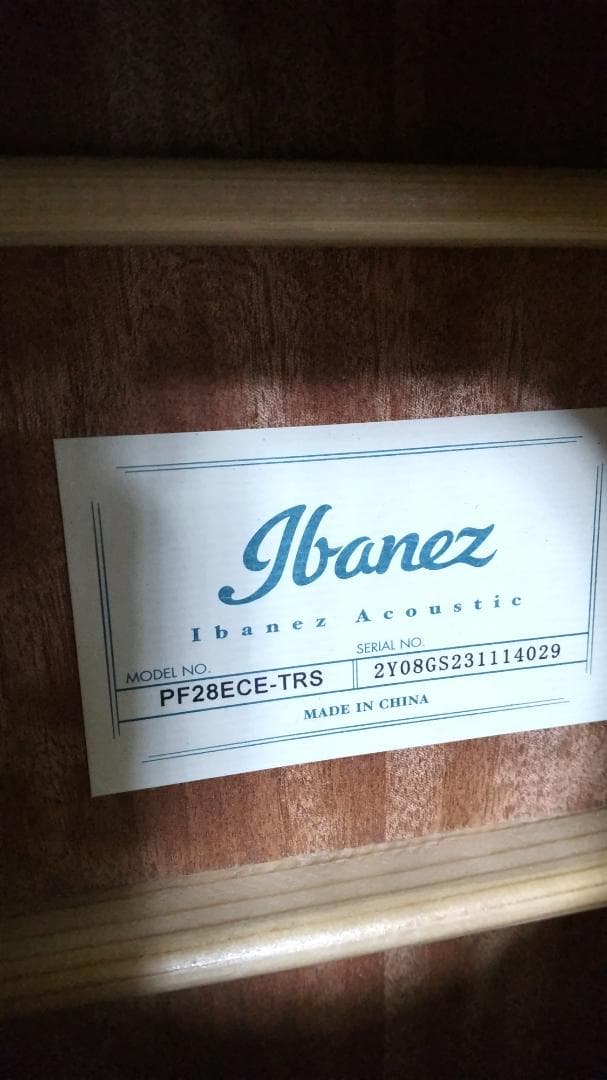 Ibanez
Ibanez Acoustic
MODEL NO. SERIAL NO.
PF28ECE-TRS 2Y08GS231114029
MADE IN CHINA